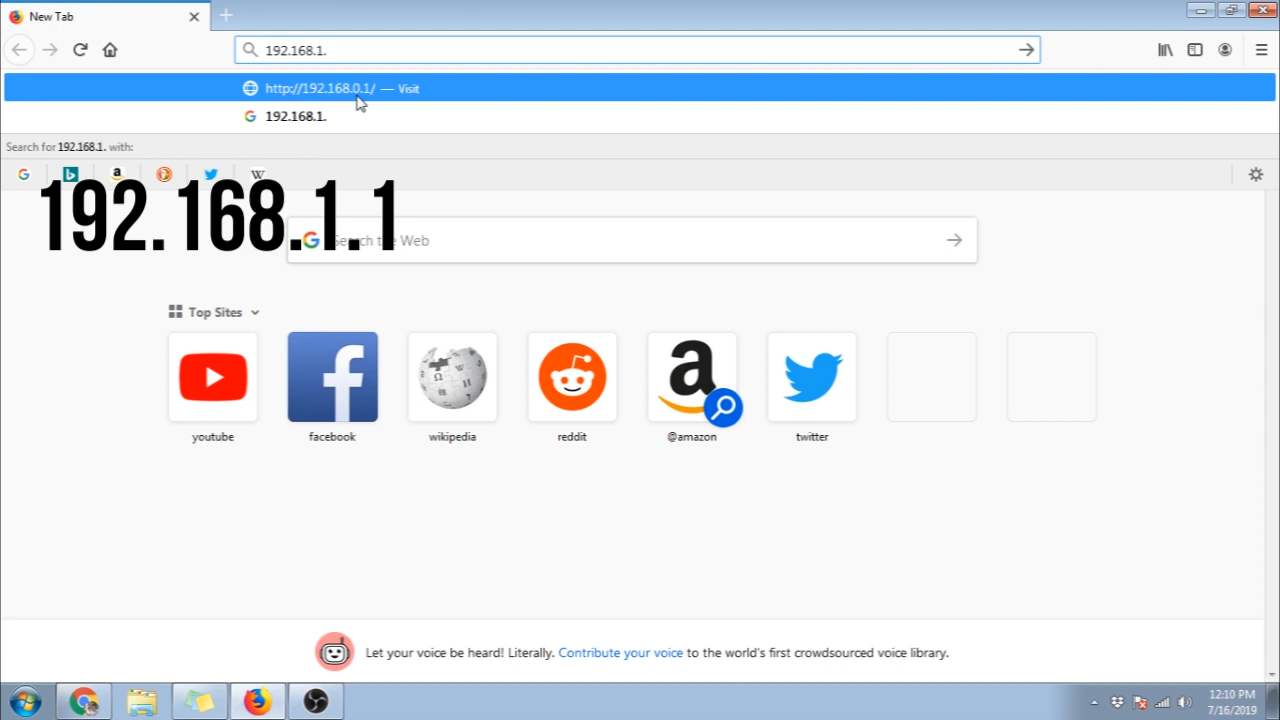 New Tab
192.168.1.
http://192.168.0.1/ — Visit
192.168.1.
Search for 192.168.1. with:
192.168.1.1
Search the Web
Top Sites
youtube
facebook
wikipedia
reddit
@amazon
twitter
Let your voice be heard! Literally. Contribute your voice to the world's first crowdsourced voice library.
12:10 PM
7/16/2019